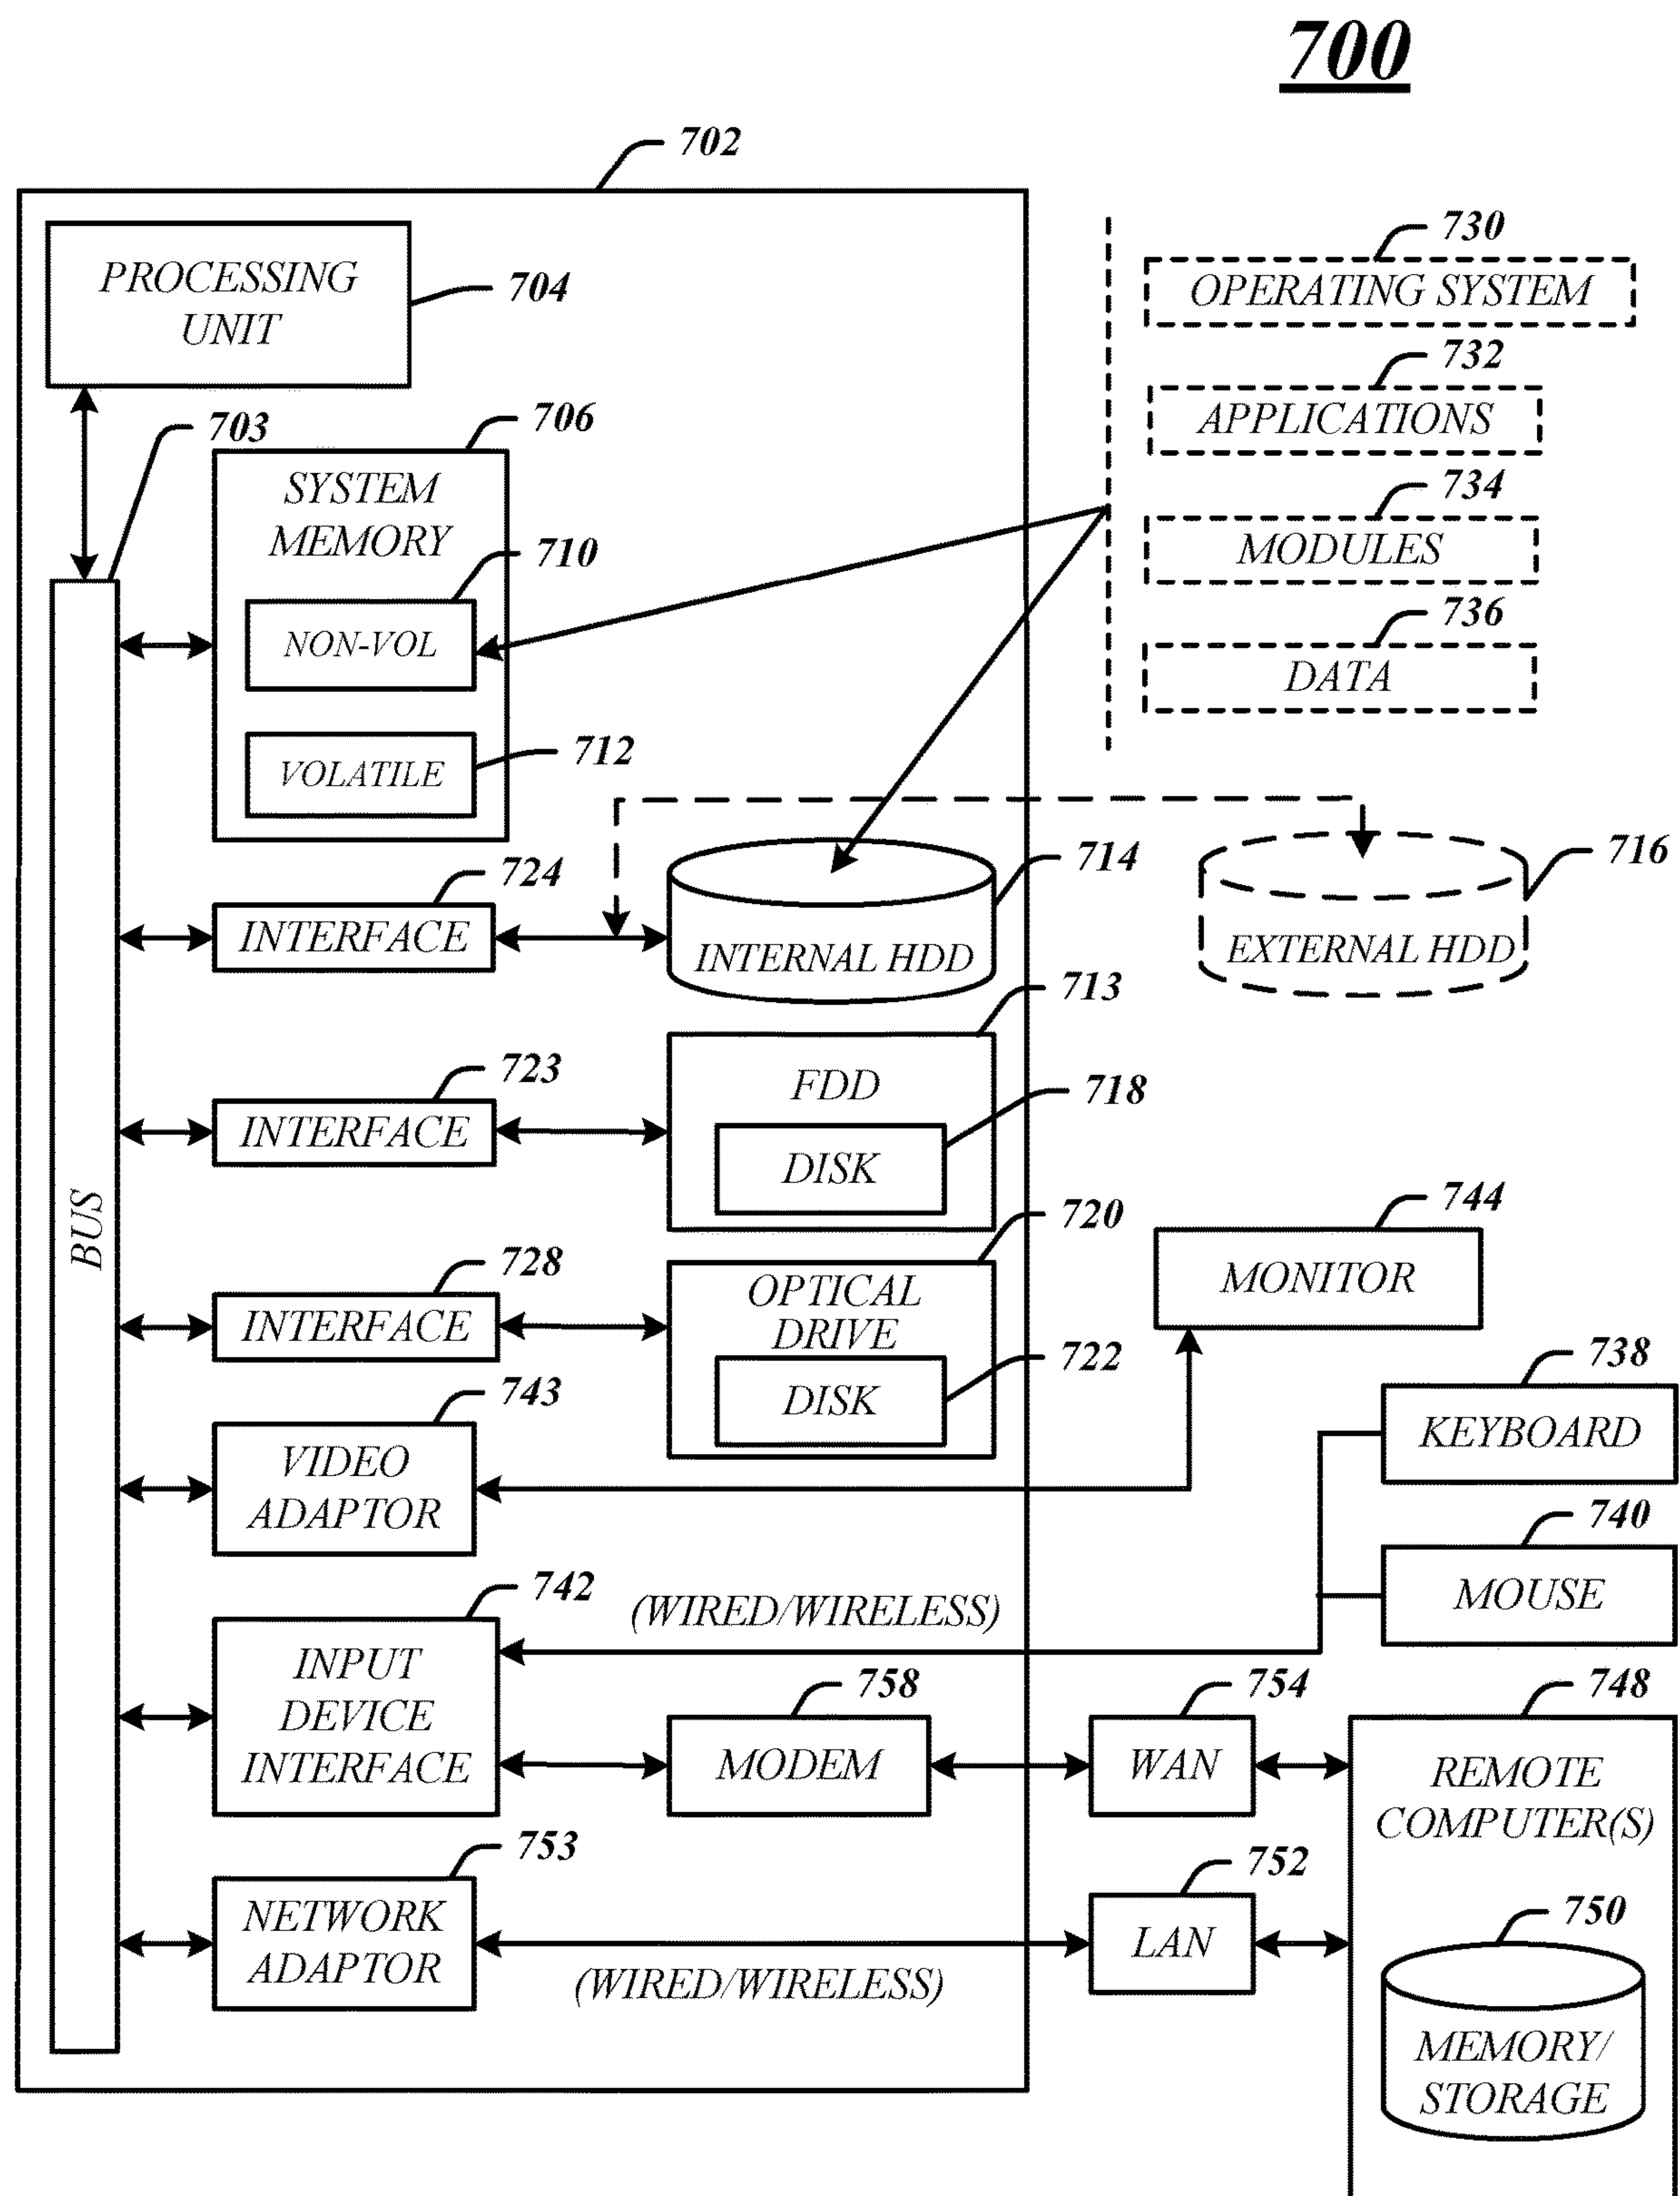 700
702
PROCESSING
UNIT
704
730
OPERATING SYSTEM
732
APPLICATIONS
734
MODULES
736
DATA
703
706
SYSTEM
MEMORY
710
NON-VOL
712
VOLATILE
BUS
724
INTERFACE
714
INTERNAL HDD
716
EXTERNAL HDD
723
INTERFACE
713
FDD
718
DISK
728
INTERFACE
720
OPTICAL
DRIVE
722
DISK
744
MONITOR
743
VIDEO
ADAPTOR
738
KEYBOARD
740
MOUSE
742
INPUT
DEVICE
INTERFACE
(WIRED/WIRELESS)
758
MODEM
754
WAN
748
REMOTE
COMPUTER(S)
753
NETWORK
ADAPTOR
(WIRED/WIRELESS)
752
LAN
750
MEMORY/
STORAGE